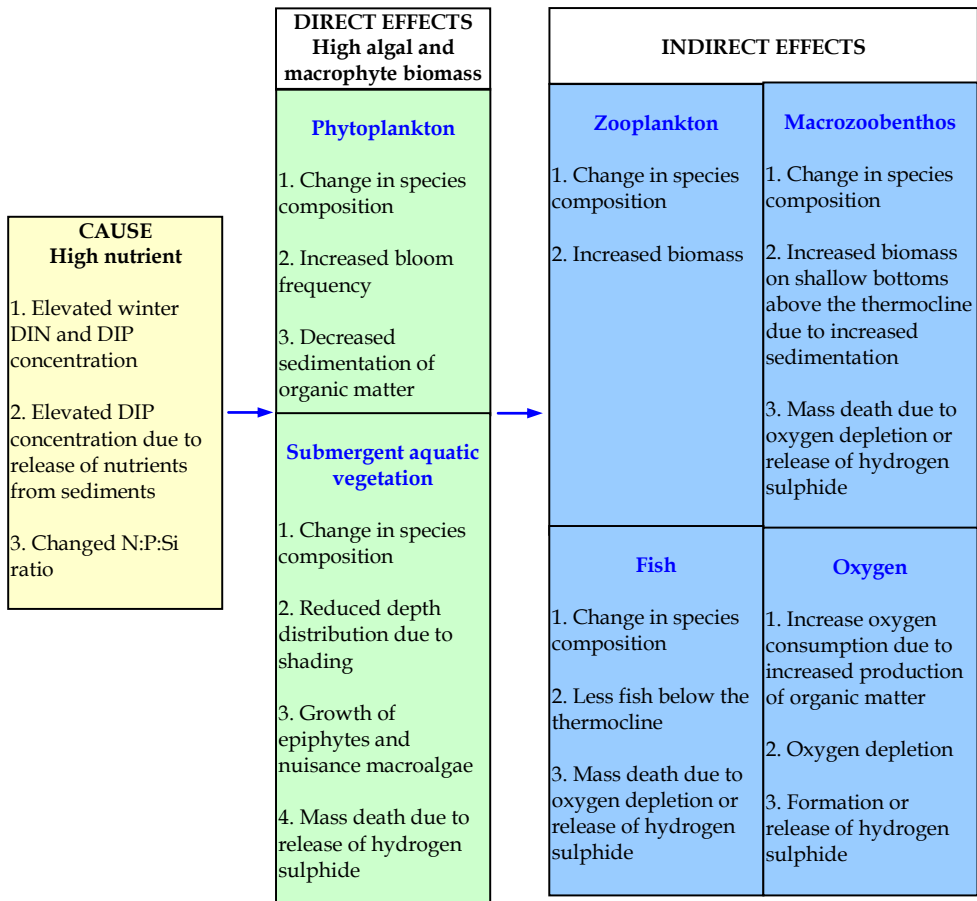 CAUSE
High nutrient
1. Elevated winter
DIN and DIP
concentration
2. Elevated DIP
concentration due to
release of nutrients
from sediments
3. Changed N:P:Si
ratio
DIRECT EFFECTS
High algal and
macrophyte biomass
Phytoplankton
1. Change in species
composition
2. Increased bloom
frequency
3. Decreased
sedimentation of
organic matter
Submergent aquatic
vegetation
1. Change in species
composition
2. Reduced depth
distribution due to
shading
3. Growth of
epiphytes and
nuisance macroalgae
4. Mass death due to
release of hydrogen
sulphide
INDIRECT EFFECTS
Zooplankton
1. Change in species
composition
2. Increased biomass
Macrozoobenthos
1. Change in species
composition
2. Increased biomass
on shallow bottoms
above the thermocline
due to increased
sedimentation
3. Mass death due to
oxygen depletion or
release of hydrogen
sulphide
Fish
1. Change in species
composition
2. Less fish below the
thermocline
3. Mass death due to
oxygen depletion or
release of hydrogen
sulphide
Oxygen
1. Increase oxygen
consumption due to
increased production
of organic matter
2. Oxygen depletion
3. Formation or
release of hydrogen
sulphide